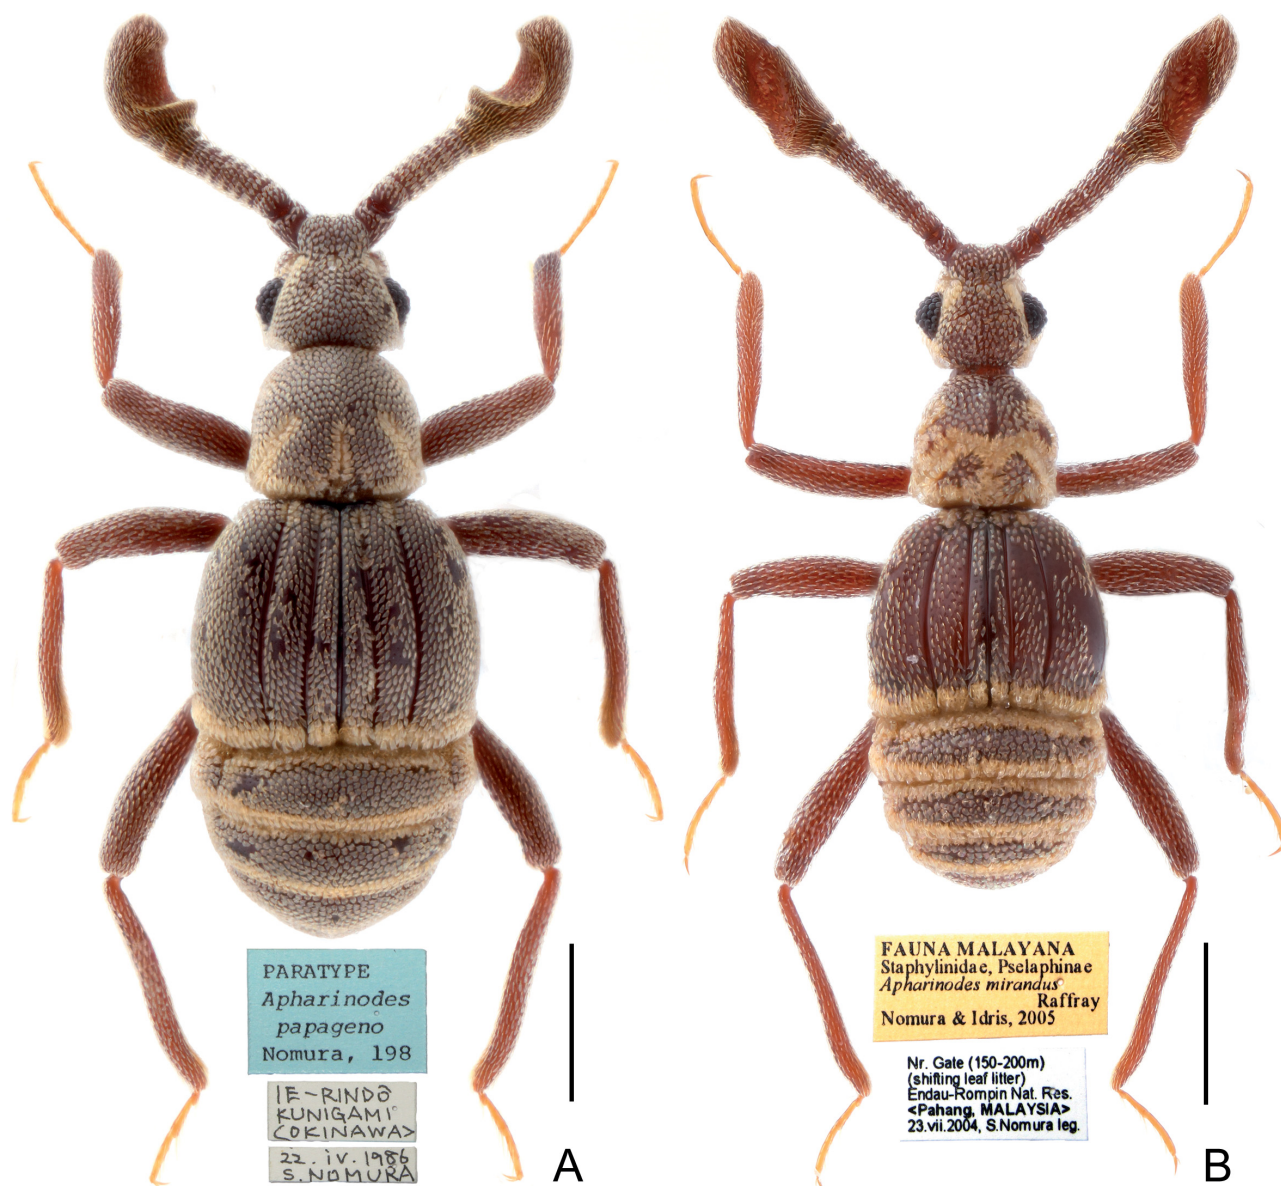 PARATYPE
Apharinodes
papageno
Nomura, 198
IE-RINDŌ
KUNIGAMI
<OKINAWA>
22. iv. 1986
S. NOMURA
A
FAUNA MALAYANA
Staphylinidae, Pselaphinae
Apharinodes mirandus
Raffray
Nomura & Idris, 2005
Nr. Gate (150-200m)
(shifting leaf litter)
Endau-Rompin Nat. Res.
<Pahang, MALAYSIA>
23.vii.2004, S.Nomura leg.
B